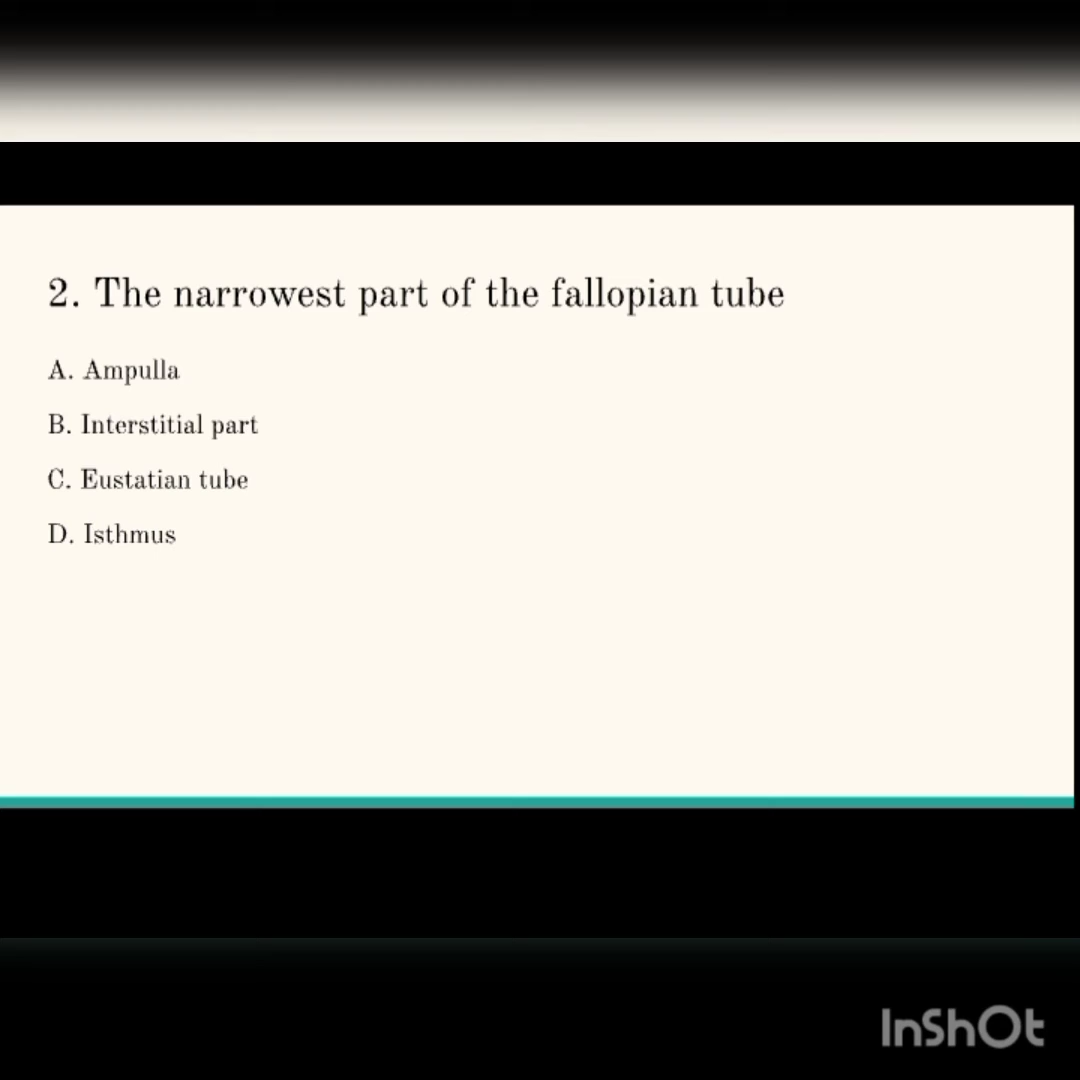 2. The narrowest part of the fallopian tube
A. Ampulla
B. Interstitial part
C. Eustatian tube
D. Isthmus
InShOt